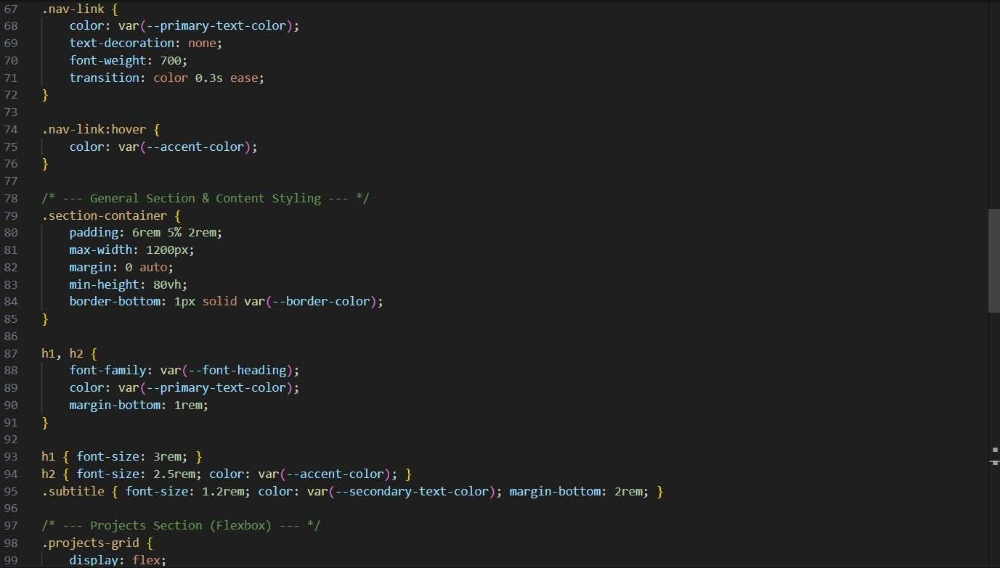 67 .nav-link {
68     color: var(--primary-text-color);
69     text-decoration: none;
70     font-weight: 700;
71     transition: color 0.3s ease;
72 }
73
74 .nav-link:hover {
75     color: var(--accent-color);
76 }
77
78 /* --- General Section & Content Styling --- */
79 .section-container {
80     padding: 6rem 5% 2rem;
81     max-width: 1200px;
82     margin: 0 auto;
83     min-height: 80vh;
84     border-bottom: 1px solid var(--border-color);
85 }
86
87 h1, h2 {
88     font-family: var(--font-heading);
89     color: var(--primary-text-color);
90     margin-bottom: 1rem;
91 }
92
93 h1 { font-size: 3rem; }
94 h2 { font-size: 2.5rem; color: var(--accent-color); }
95 .subtitle { font-size: 1.2rem; color: var(--secondary-text-color); margin-bottom: 2rem; }
96
97 /* --- Projects Section (Flexbox) --- */
98 .projects-grid {
99     display: flex;